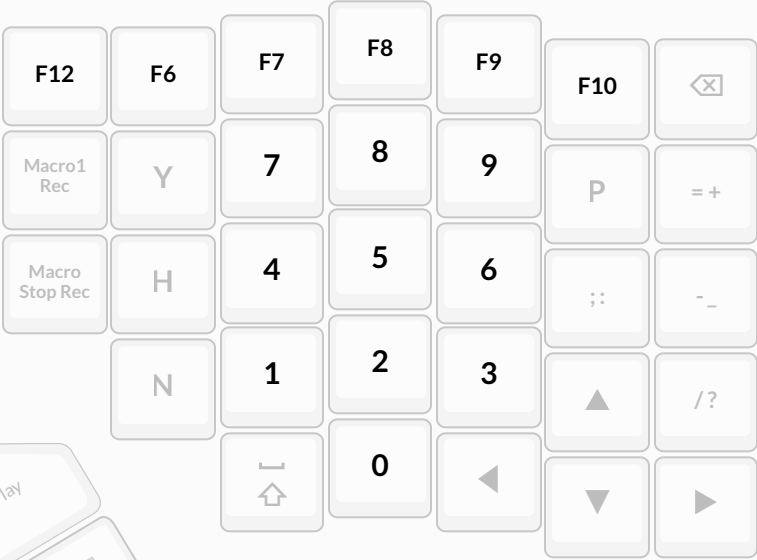 F12 F6 F7 F8 F9 F10
Macro1
Rec
Y 7 8 9 P = +
Macro
Stop Rec
H 4 5 6 ; : - _
N 1 2 3 / ?
lay
0